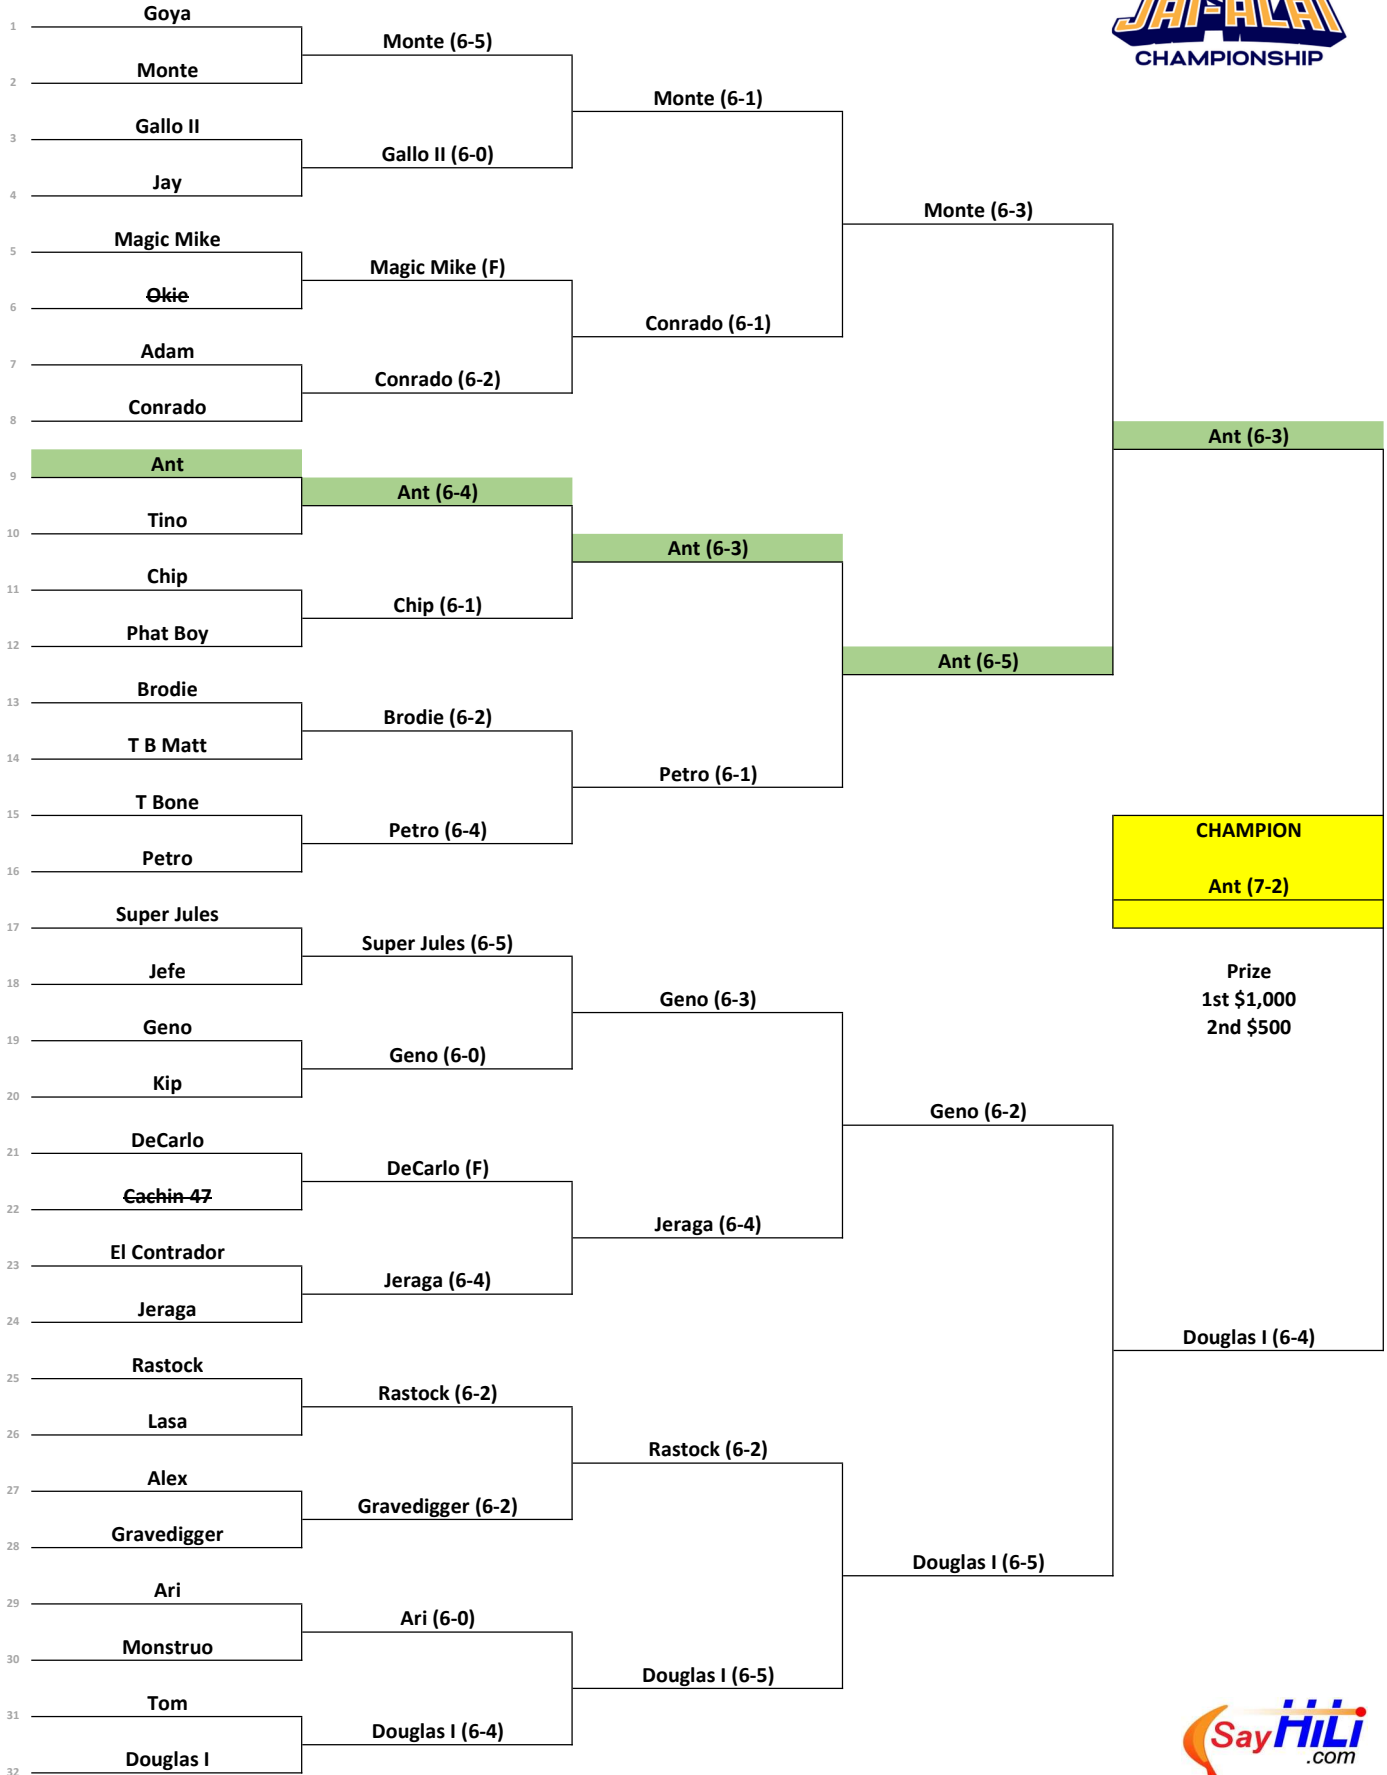 JAI-ALAI
CHAMPIONSHIP
1 Goya
Monte (6-5)
2 Monte
Monte (6-1)
3 Gallo II
Gallo II (6-0)
4 Jay
Monte (6-3)
5 Magic Mike
Magic Mike (F)
6 Okie
Conrado (6-1)
7 Adam
Conrado (6-2)
8 Conrado
Ant (6-3)
9 Ant
Ant (6-4)
10 Tino
Ant (6-3)
11 Chip
Chip (6-1)
12 Phat Boy
Ant (6-5)
13 Brodie
Brodie (6-2)
14 T B Matt
Petro (6-1)
15 T Bone
Petro (6-4)
16 Petro
CHAMPION
Ant (7-2)
17 Super Jules
Super Jules (6-5)
18 Jefe
Prize
1st $1,000
2nd $500
Geno (6-3)
19 Geno
Geno (6-0)
20 Kip
Geno (6-2)
21 DeCarlo
DeCarlo (F)
22 Cachin 47
Jeraga (6-4)
23 El Contrador
Jeraga (6-4)
24 Jeraga
Douglas I (6-4)
25 Rastock
Rastock (6-2)
26 Lasa
Rastock (6-2)
27 Alex
Gravedigger (6-2)
28 Gravedigger
Douglas I (6-5)
29 Ari
Ari (6-0)
30 Monstruo
Douglas I (6-5)
31 Tom
Douglas I (6-4)
32 Douglas I
Say HiLi
.com